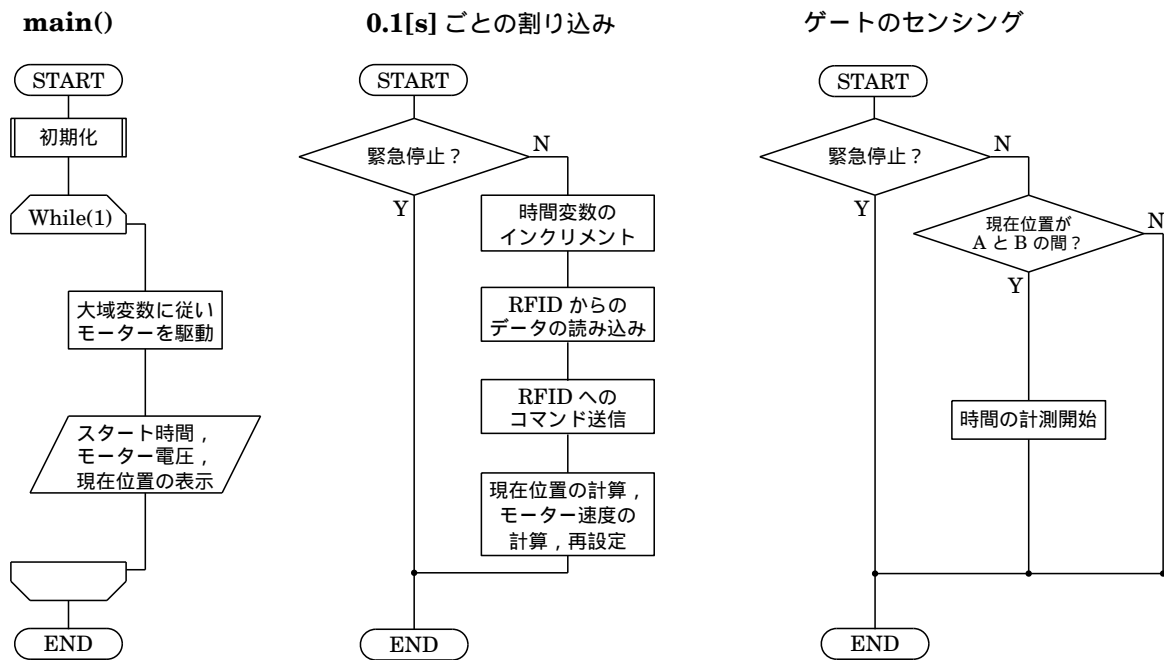 main()
START
初期化
While(1)
大域変数に従い
モーターを駆動
スタート時間，
モーター電圧，
現在位置の表示
END
0.1[s] ごとの割り込み
START
緊急停止？
N
Y
時間変数の
インクリメント
RFID からの
データの読み込み
RFID への
コマンド送信
現在位置の計算，
モーター速度の
計算，再設定
END
ゲートのセンシング
START
緊急停止？
N
Y
現在位置が
A と B の間？
N
Y
時間の計測開始
END